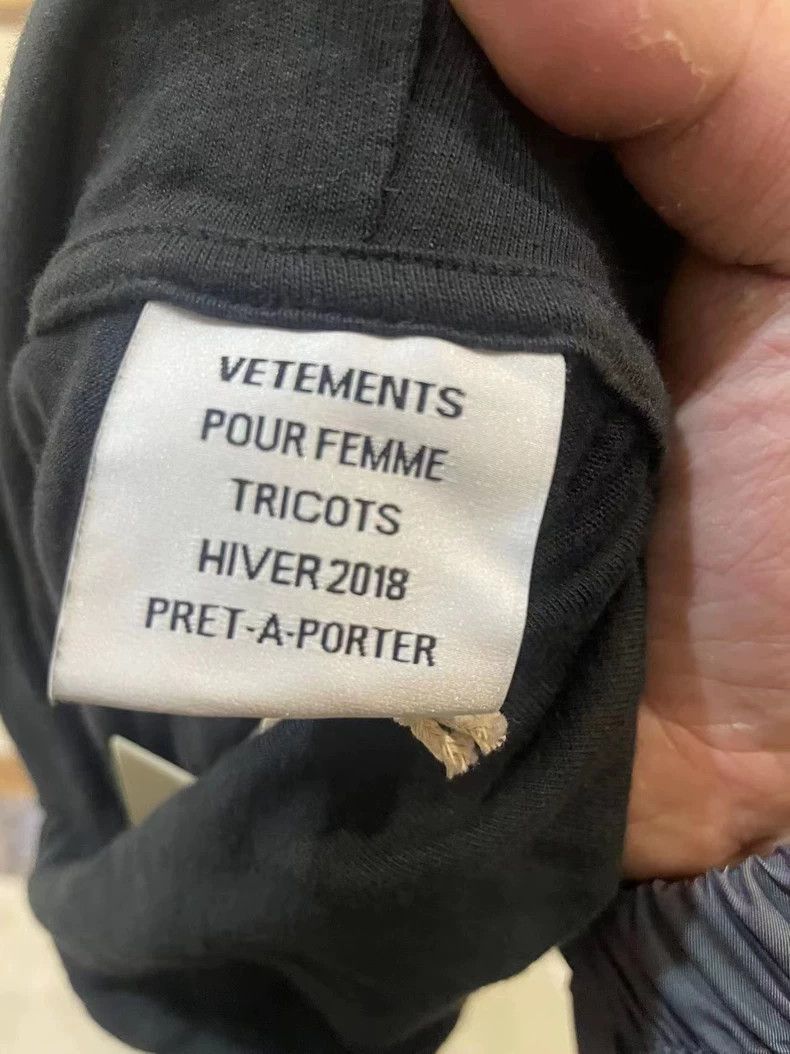 VETEMENTS
POUR FEMME
TRICOTS
HIVER 2018
PRET-A-PORTER